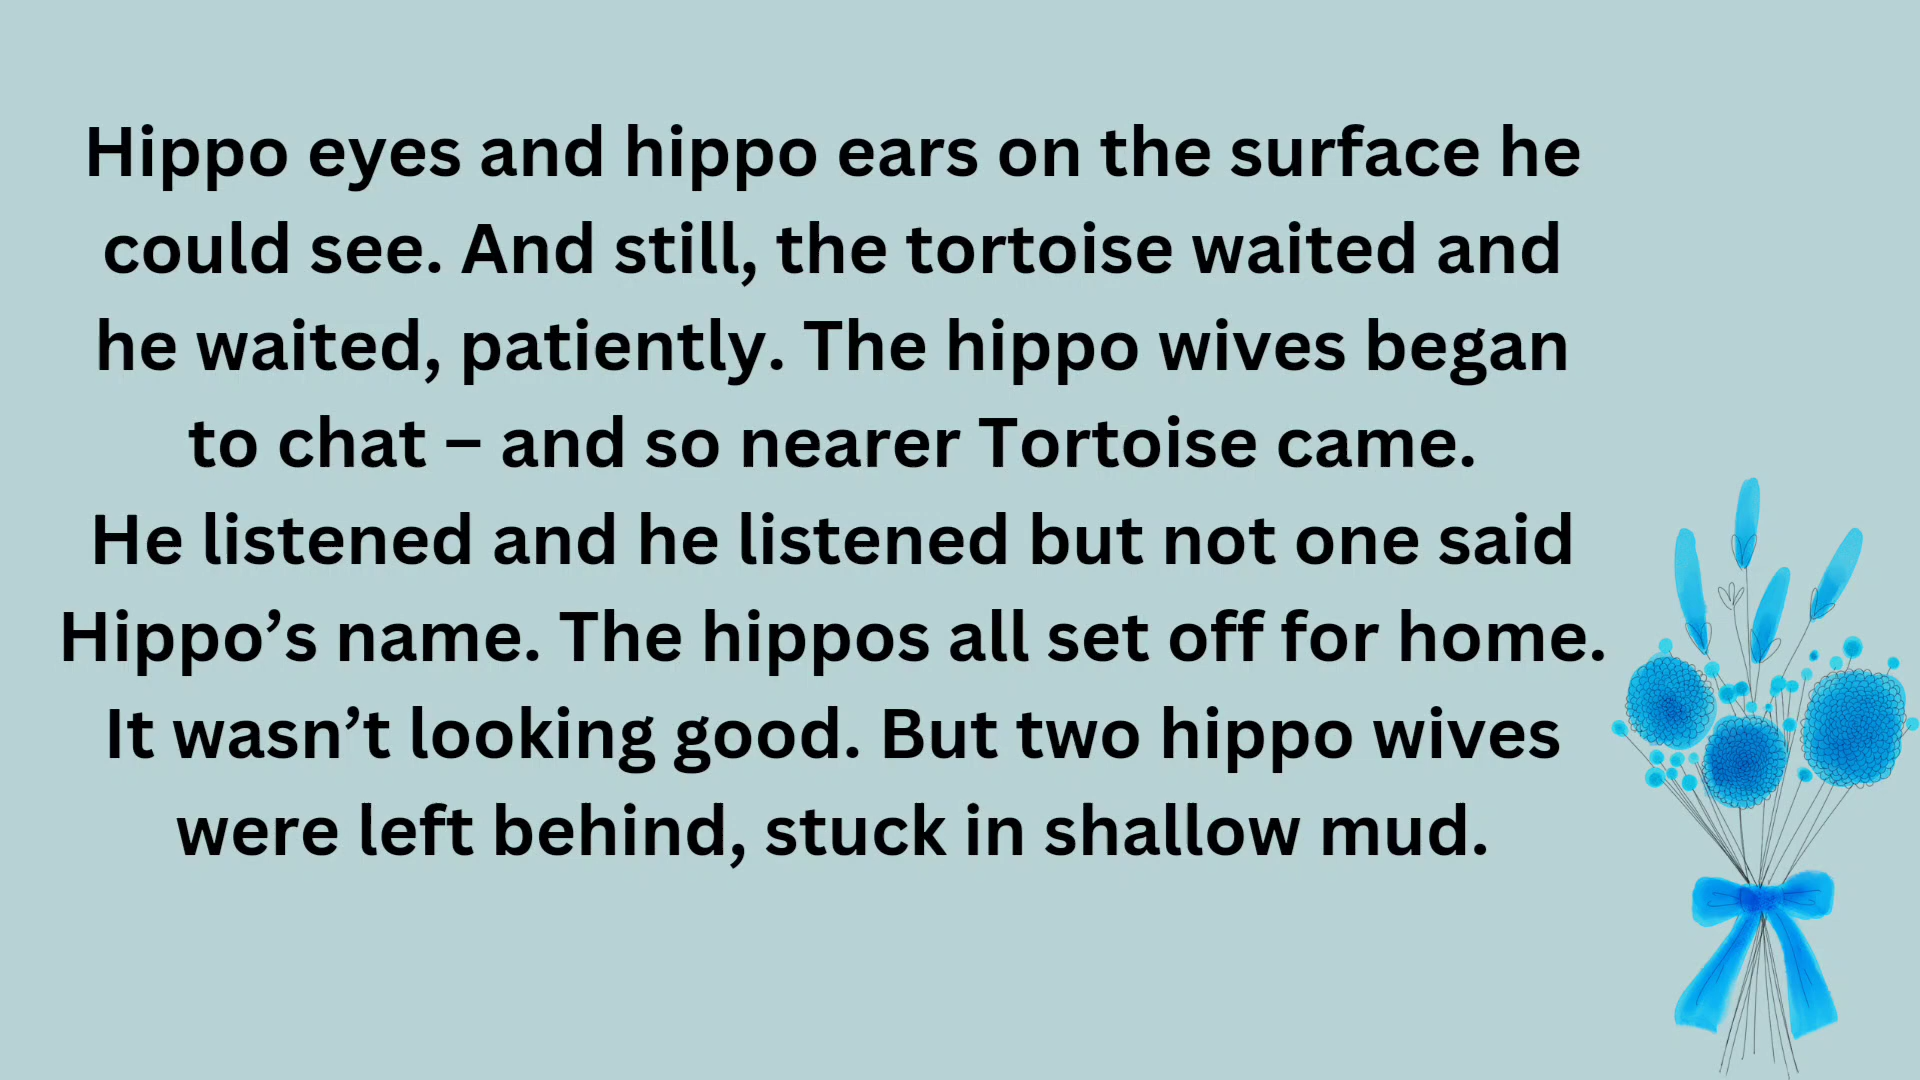 Hippo eyes and hippo ears on the surface he
could see. And still, the tortoise waited and
he waited, patiently. The hippo wives began
to chat – and so nearer Tortoise came.
He listened and he listened but not one said
Hippo’s name. The hippos all set off for home.
It wasn’t looking good. But two hippo wives
were left behind, stuck in shallow mud.